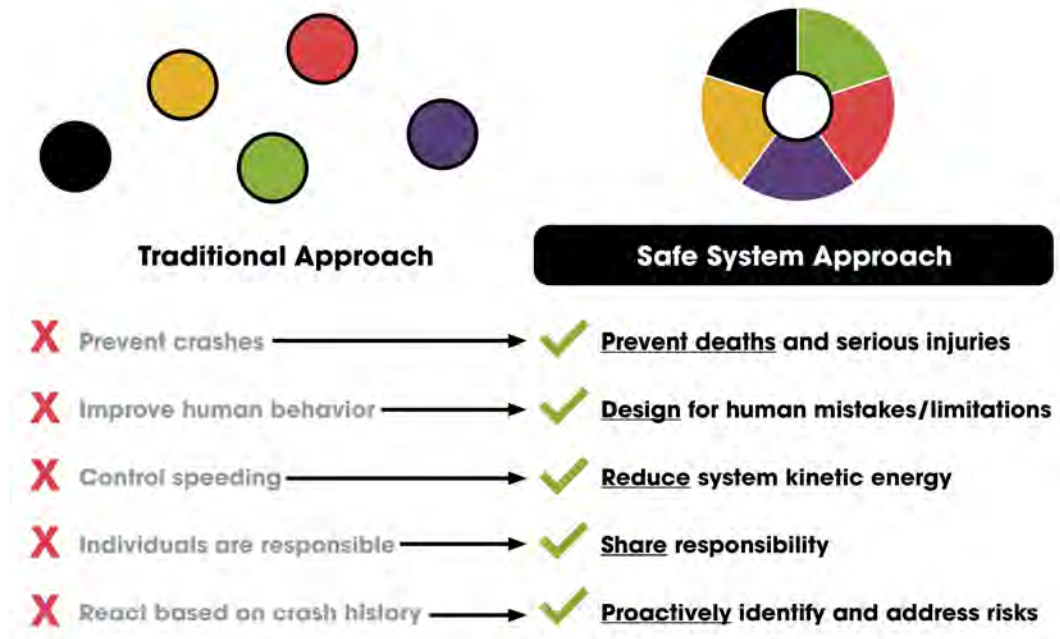 Traditional Approach
Safe System Approach
X Prevent crashes
Prevent deaths and serious injuries
X Improve human behavior
Design for human mistakes/limitations
X Control speeding
Reduce system kinetic energy
X Individuals are responsible
Share responsibility
X React based on crash history
Proactively identify and address risks